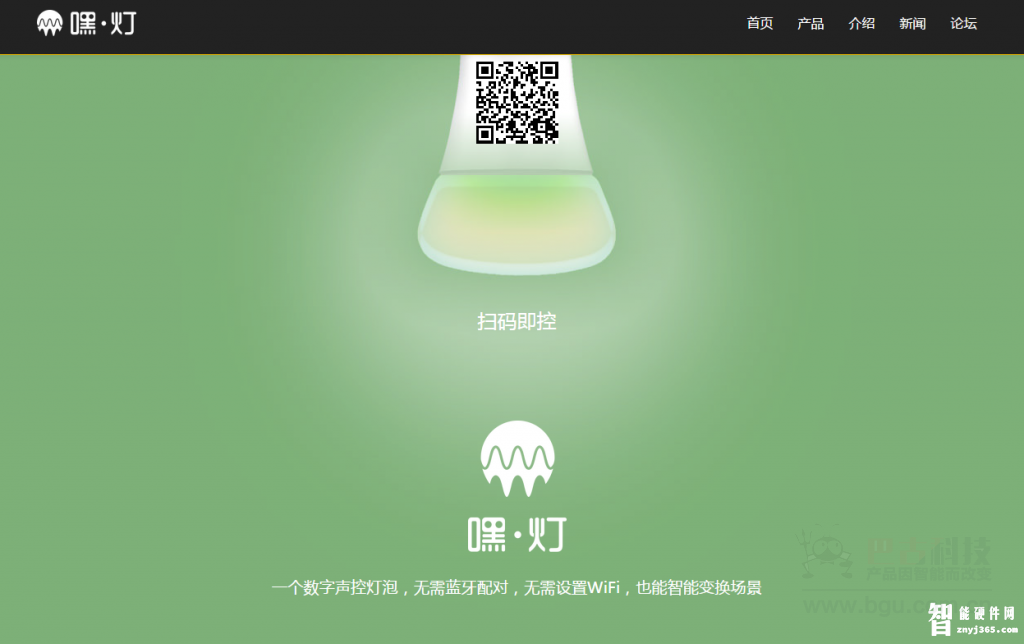 嘿·灯
首页 产品 介绍 新闻 论坛
扫码即控
嘿·灯
一个数字声控灯泡，无需蓝牙配对，无需设置WiFi，也能智能变换场景
科技
产品因智能而改变
www.bgu.com.cn
智能硬件网
znyj365.com